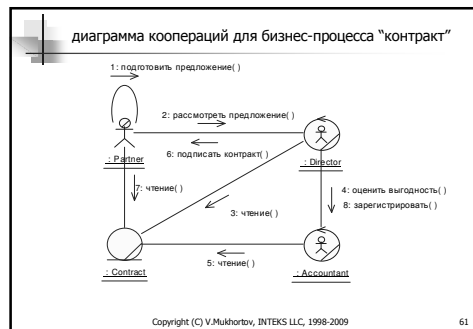 диаграмма коопераций для бизнес-процесса “контракт”
1: подготовить предложение( )
2: рассмотреть предложение( )
6: подписать контракт( )
: Partner
: Director
7: чтение( )
4: оценить выгодность( )
8: зарегистрировать( )
3: чтение( )
5: чтение( )
: Contract
: Accountant
Copyright (C) V.Mukhortov, INTEKS LLC, 1998-2009
61